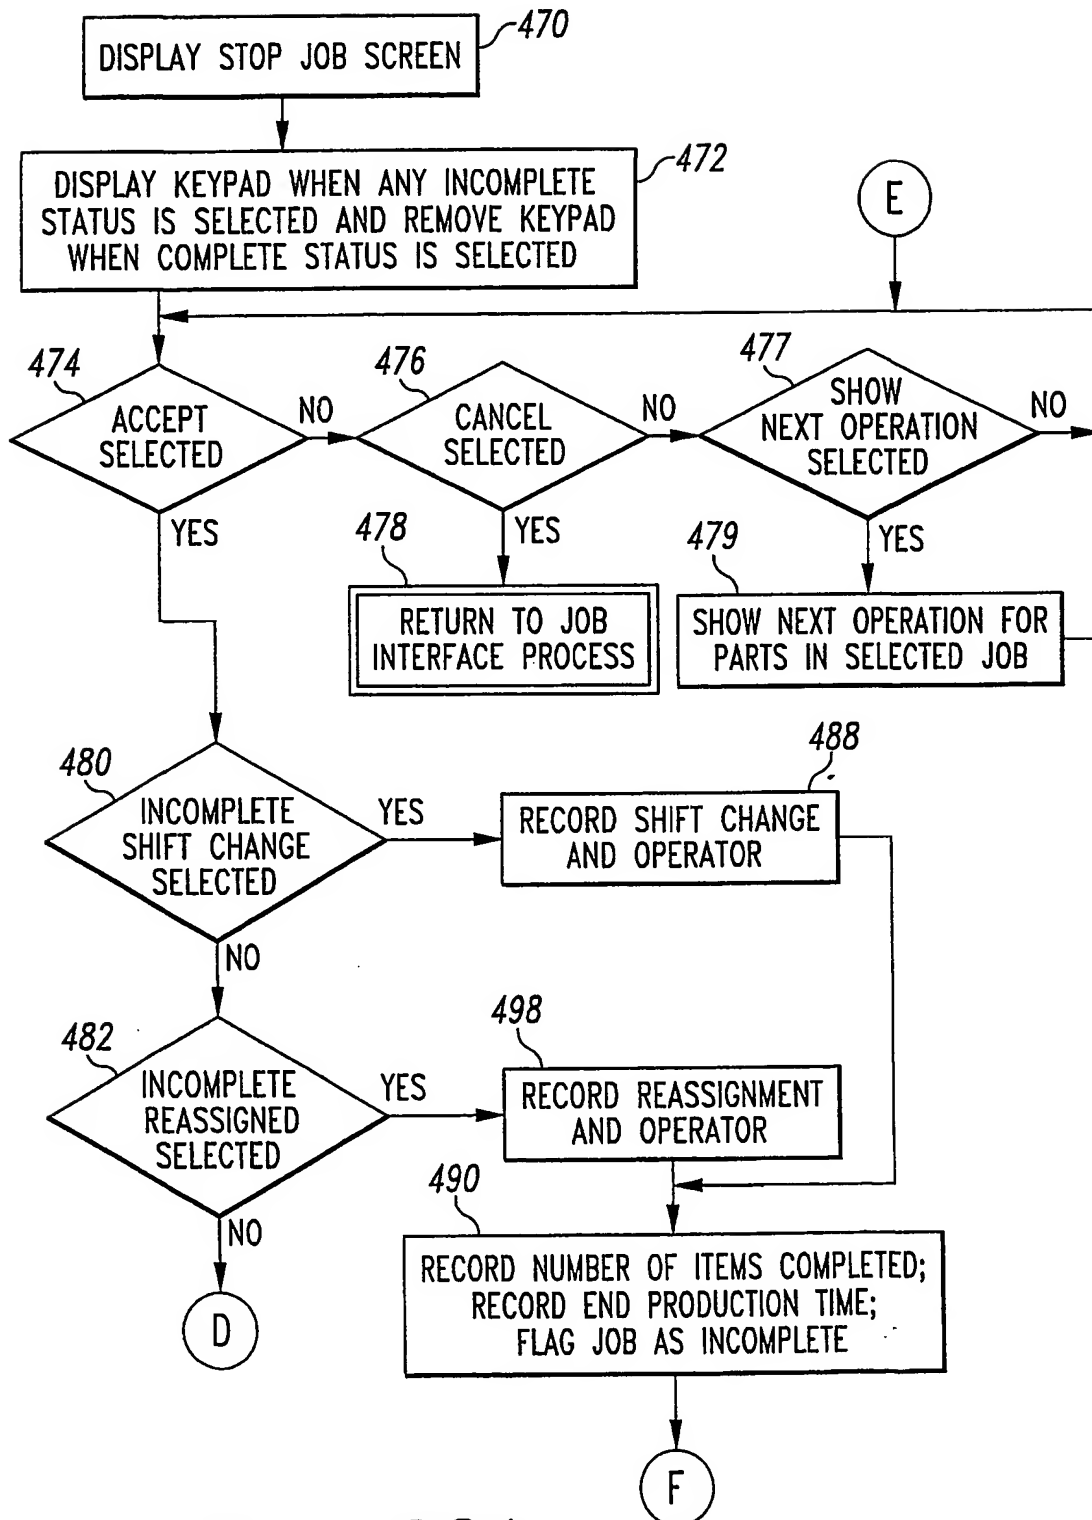 470
DISPLAY STOP JOB SCREEN
472
DISPLAY KEYPAD WHEN ANY INCOMPLETE
STATUS IS SELECTED AND REMOVE KEYPAD
WHEN COMPLETE STATUS IS SELECTED
E
474
ACCEPT
SELECTED
NO
YES
476
CANCEL
SELECTED
NO
YES
477
SHOW
NEXT OPERATION
SELECTED
NO
YES
478
RETURN TO JOB
INTERFACE PROCESS
479
SHOW NEXT OPERATION FOR
PARTS IN SELECTED JOB
480
INCOMPLETE
SHIFT CHANGE
SELECTED
YES
NO
488
RECORD SHIFT CHANGE
AND OPERATOR
482
INCOMPLETE
REASSIGNED
SELECTED
YES
NO
498
RECORD REASSIGNMENT
AND OPERATOR
490
RECORD NUMBER OF ITEMS COMPLETED;
RECORD END PRODUCTION TIME;
FLAG JOB AS INCOMPLETE
D
F